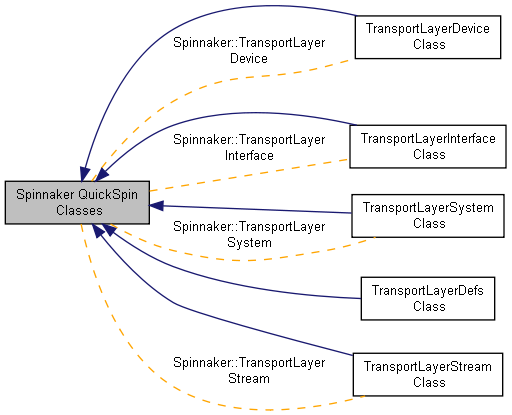 TransportLayerDevice
Class
Spinnaker::TransportLayer
Device
TransportLayerInterface
Class
Spinnaker::TransportLayer
Interface
Spinnaker QuickSpin
Classes
TransportLayerSystem
Class
Spinnaker::TransportLayer
System
TransportLayerDefs
Class
Spinnaker::TransportLayer
Stream
TransportLayerStream
Class